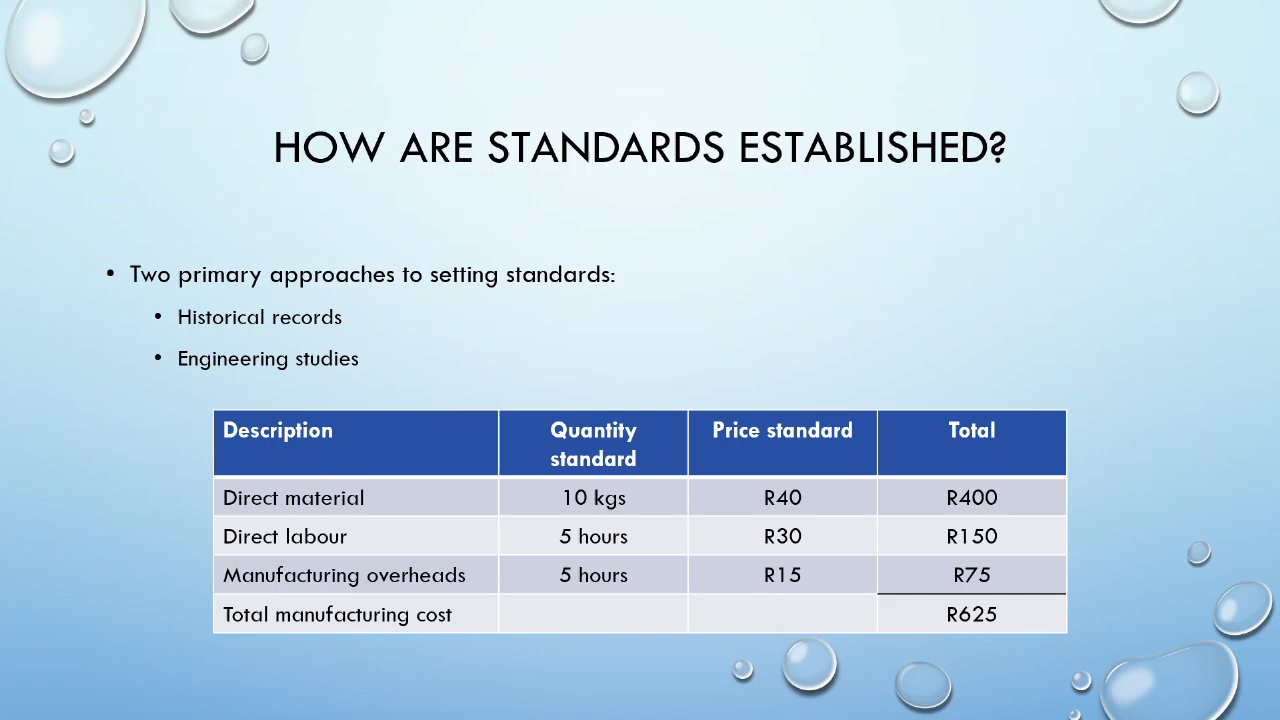 HOW ARE STANDARDS ESTABLISHED?
• Two primary approaches to setting standards:
• Historical records
• Engineering studies
Description Quantity standard Price standard Total
Direct material 10 kgs R40 R400
Direct labour 5 hours R30 R150
Manufacturing overheads 5 hours R15 R75
Total manufacturing cost R625